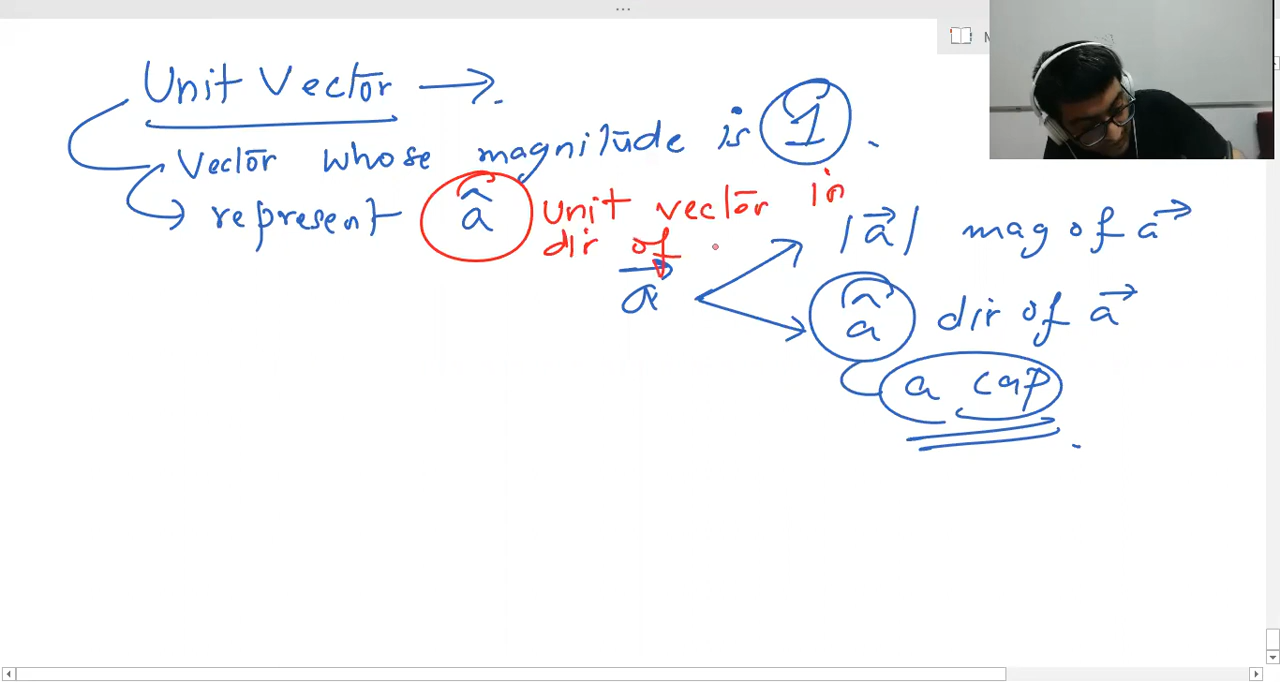 Unit Vector →
Vector whose magnitude is 1.
represent â unit vector in
dir of
a⃗
|a⃗| mag of a⃗
â dir of a⃗
a cap